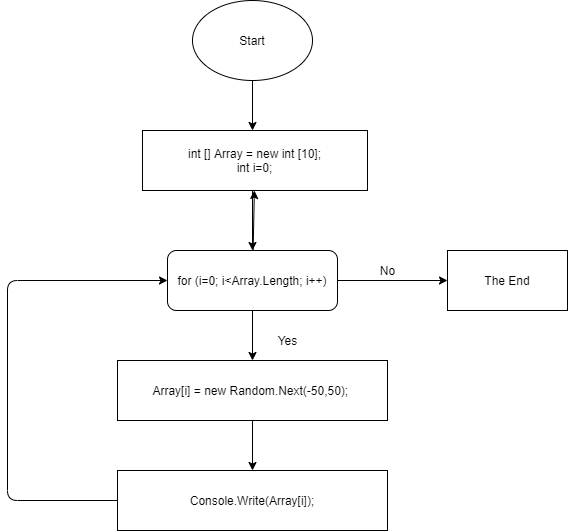 Start
int [] Array = new int [10];
int i=0;
for (i=0; i<Array.Length; i++)
No
The End
Yes
Array[i] = new Random.Next(-50,50);
Console.Write(Array[i]);